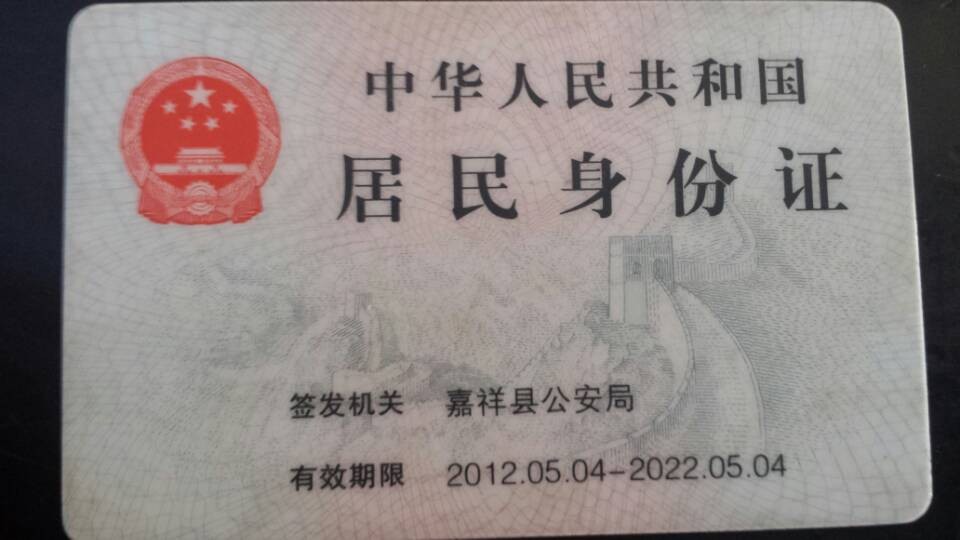 中华人民共和国
居民身份证
签发机关 嘉祥县公安局
有效期限 2012.05.04-2022.05.04